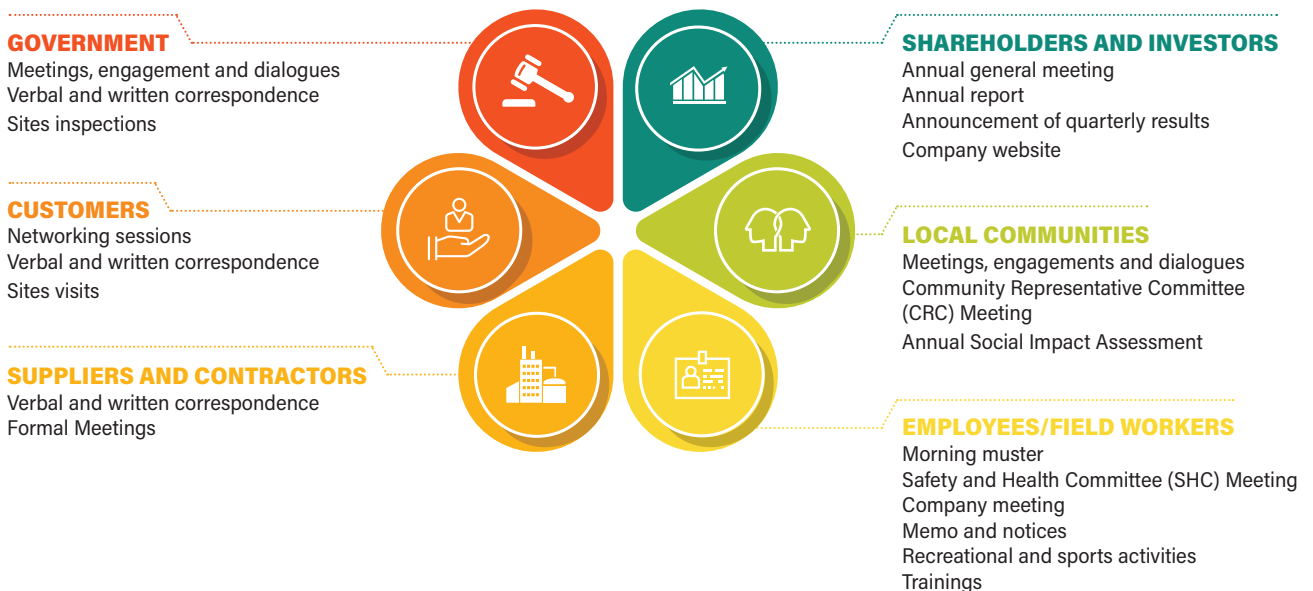 GOVERNMENT
Meetings, engagement and dialogues
Verbal and written correspondence
Sites inspections
CUSTOMERS
Networking sessions
Verbal and written correspondence
Sites visits
SUPPLIERS AND CONTRACTORS
Verbal and written correspondence
Formal Meetings
SHAREHOLDERS AND INVESTORS
Annual general meeting
Annual report
Announcement of quarterly results
Company website
LOCAL COMMUNITIES
Meetings, engagements and dialogues
Community Representative Committee
(CRC) Meeting
Annual Social Impact Assessment
EMPLOYEES/FIELD WORKERS
Morning muster
Safety and Health Committee (SHC) Meeting
Company meeting
Memo and notices
Recreational and sports activities
Trainings